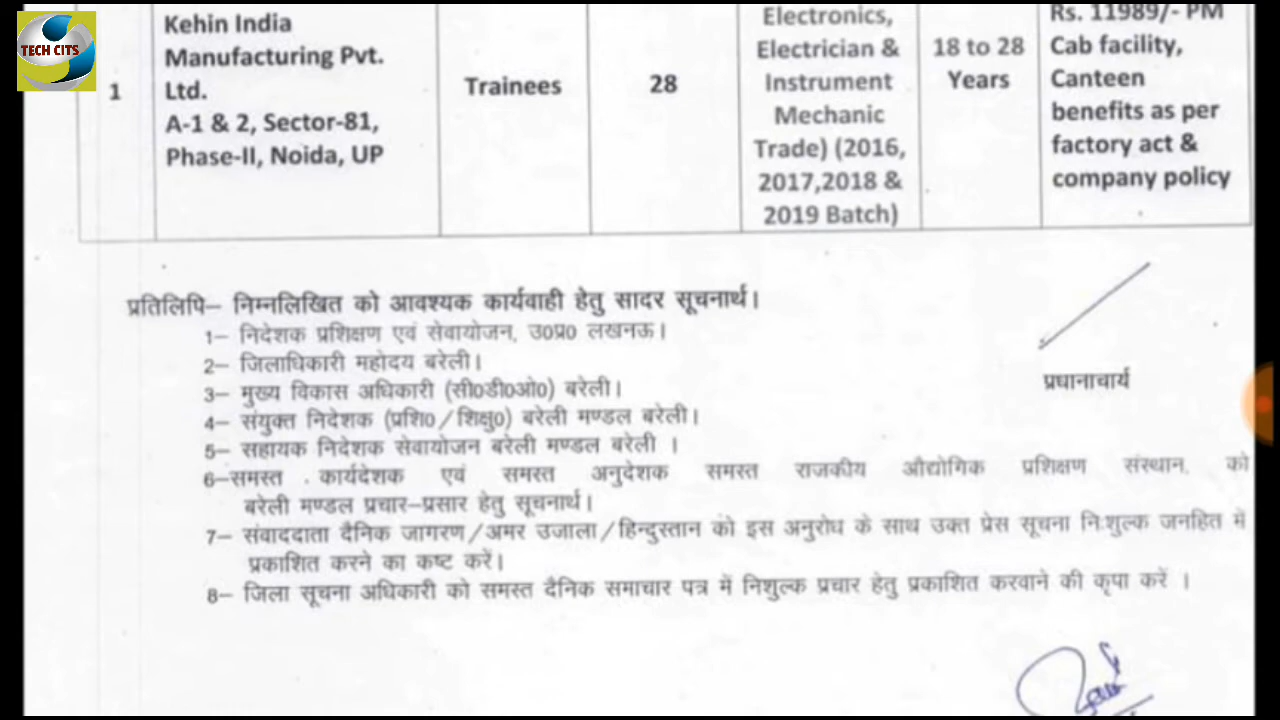 TECH CITS
1
Kehin India
Manufacturing Pvt.
Ltd.
A-1 & 2, Sector-81,
Phase-II, Noida, UP
Trainees
28
Electronics,
Electrician &
Instrument
Mechanic
Trade) (2016,
2017,2018 &
2019 Batch)
18 to 28
Years
Rs. 11989/- PM
Cab facility,
Canteen
benefits as per
factory act &
company policy
प्रतिलिपि– निम्नलिखित को आवश्यक कार्यवाही हेतु सादर सूचनार्थ।
1– निदेशक प्रशिक्षण एवं सेवायोजन, उ0प्र0 लखनऊ।
2– जिलाधिकारी महोदय बरेली।
3– मुख्य विकास अधिकारी (सी0डी0ओ0) बरेली।
4– संयुक्त निदेशक (प्रशि0/शिक्षु0) बरेली मण्डल बरेली।
5– सहायक निदेशक सेवायोजन बरेली मण्डल बरेली ।
6–समस्त कार्यदेशक एवं समस्त अनुदेशक समस्त राजकीय औद्योगिक प्रशिक्षण संस्थान, को
बरेली मण्डल प्रचार–प्रसार हेतु सूचनार्थ।
7– संवाददाता दैनिक जागरण/अमर उजाला/हिन्दुस्तान को इस अनुरोध के साथ उक्त प्रेस सूचना नि:शुल्क जनहित में
प्रकाशित करने का कष्ट करें।
8– जिला सूचना अधिकारी को समस्त दैनिक समाचार पत्र में निशुल्क प्रचार हेतु प्रकाशित करवाने की कृपा करें ।
प्रधानाचार्य